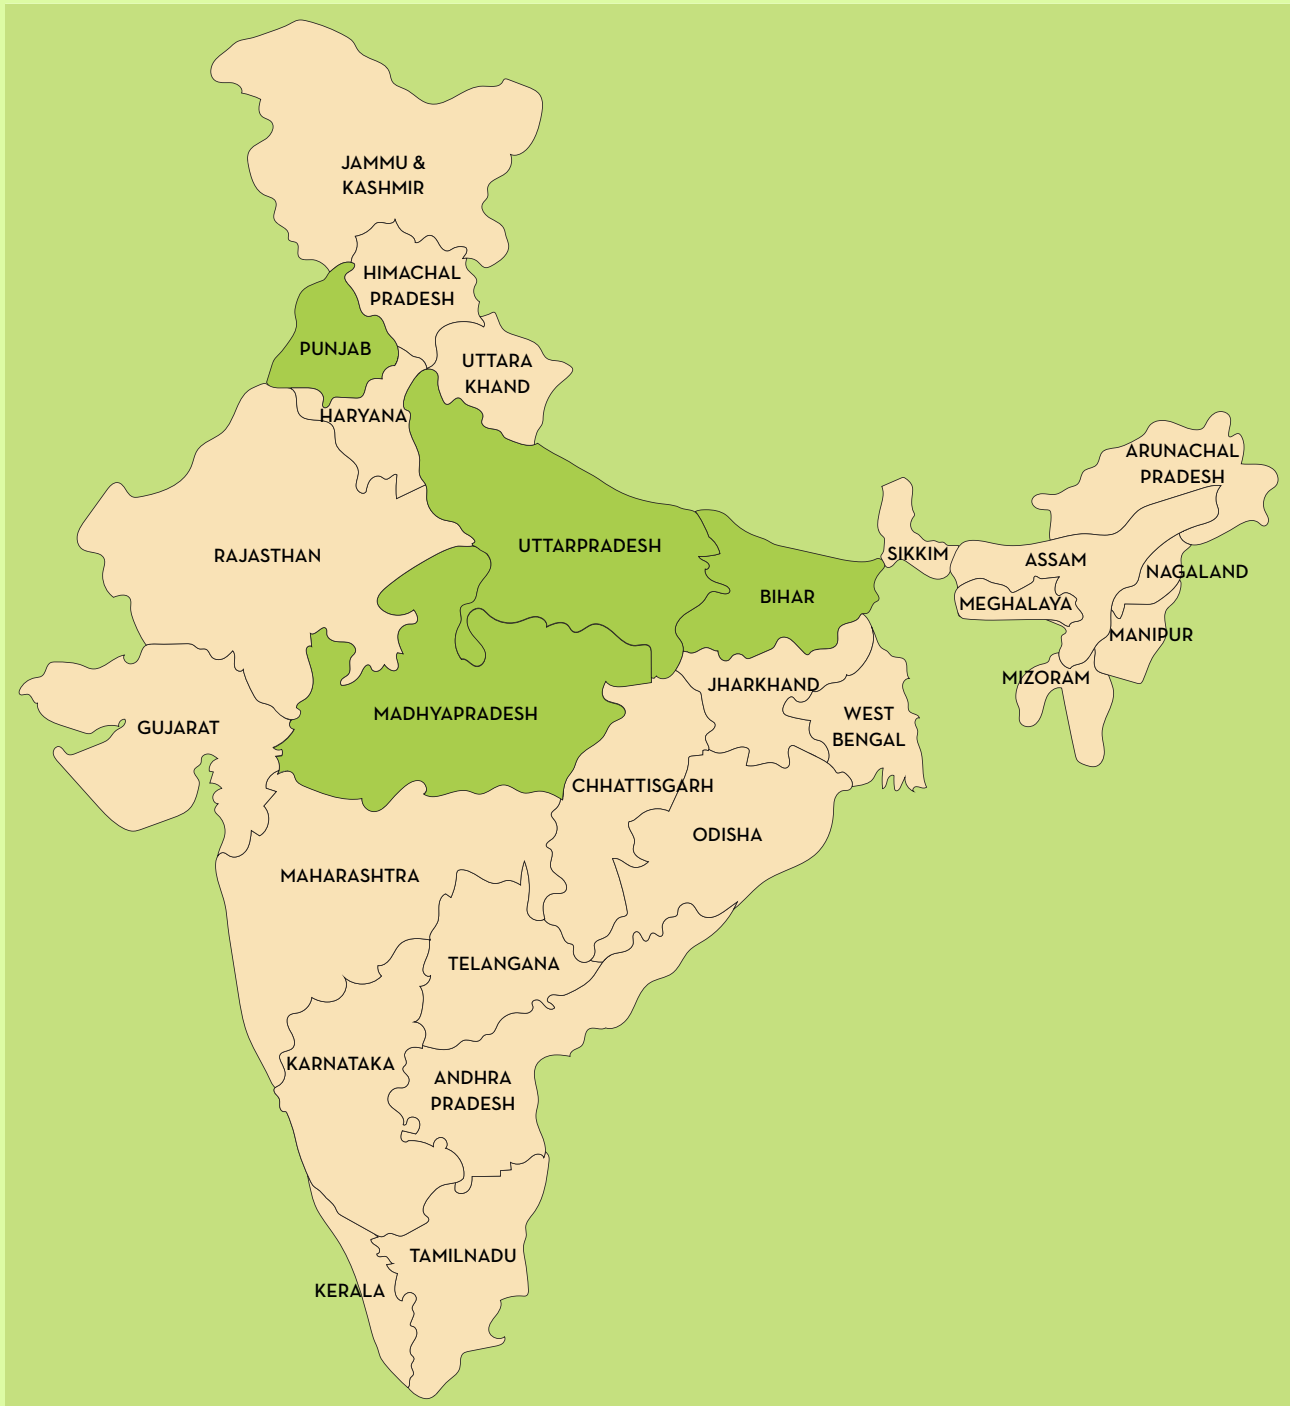 JAMMU &
KASHMIR
HIMACHAL
PRADESH
PUNJAB
UTTARA
KHAND
HARYANA
ARUNACHAL
PRADESH
RAJASTHAN
UTTARPRADESH
SIKKIM
ASSAM
NAGALAND
BIHAR
MEGHALAYA
MANIPUR
MIZORAM
JHARKHAND
GUJARAT
MADHYAPRADESH
WEST
BENGAL
CHHATTISGARH
ODISHA
MAHARASHTRA
TELANGANA
KARNATAKA
ANDHRA
PRADESH
TAMILNADU
KERALA